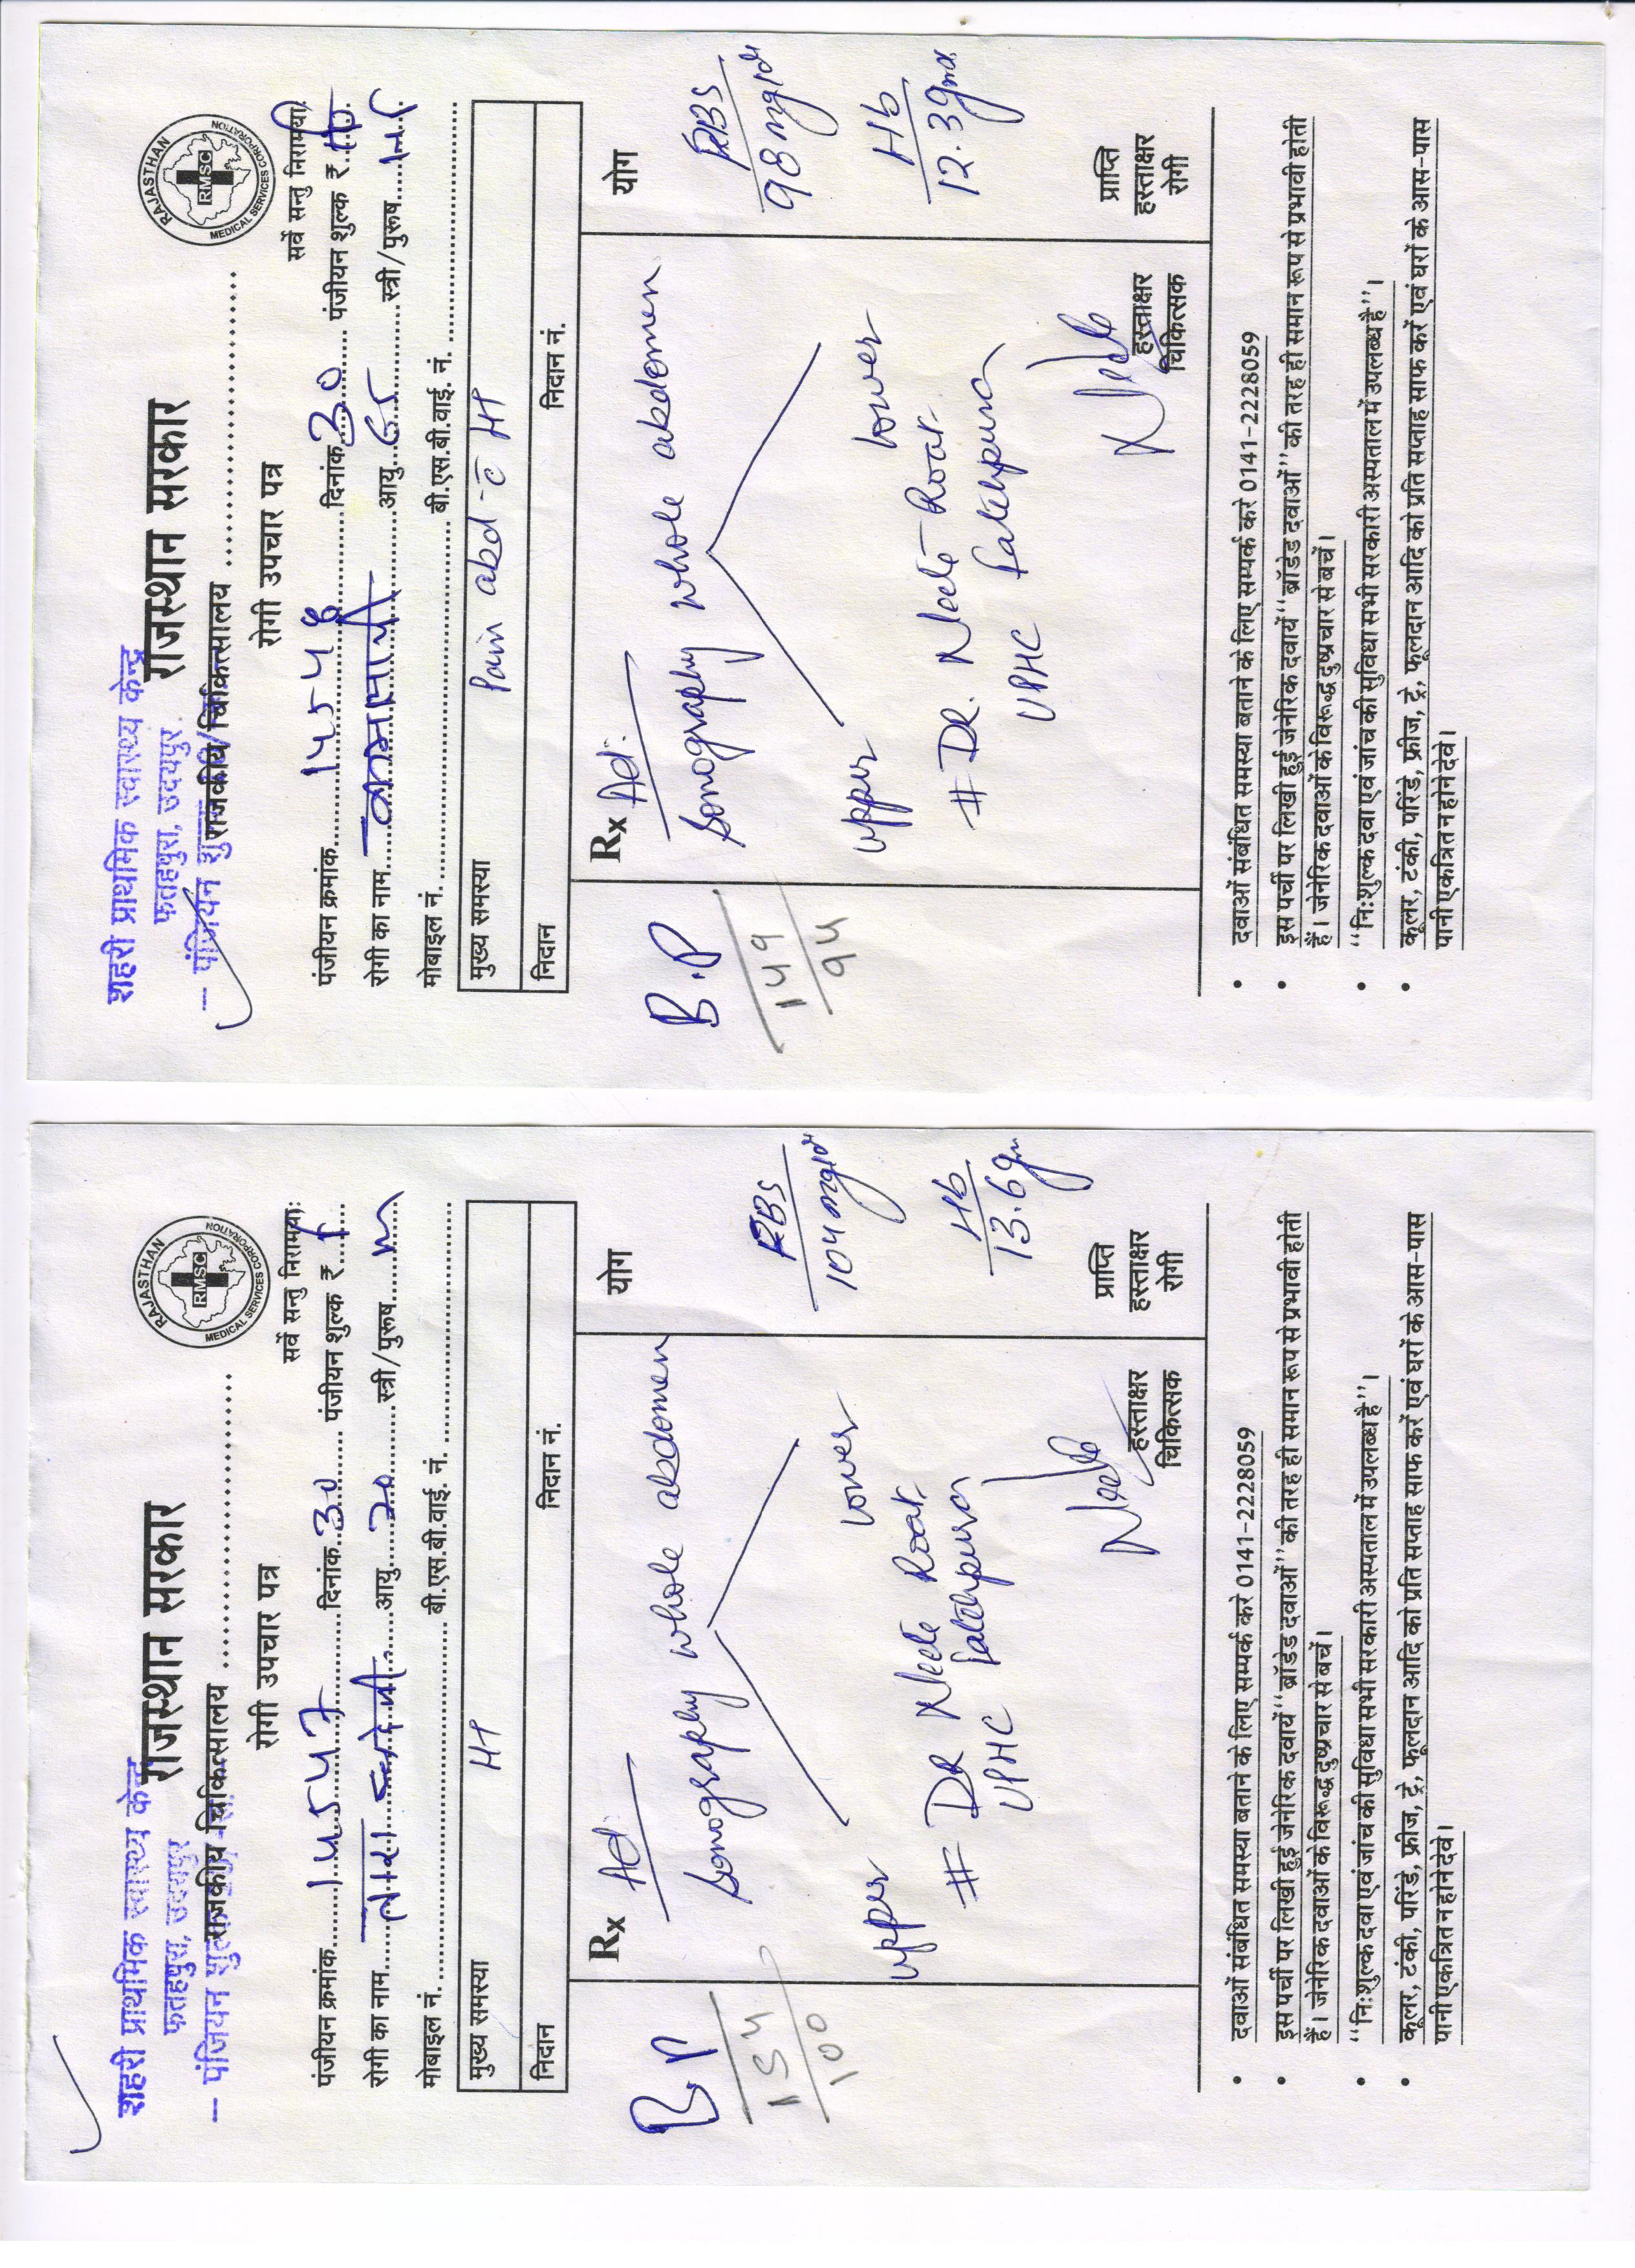 शहरी प्राथमिक स्वास्थ्य केन्द्र
फतहपुरा, उदयपुर
राजस्थान सरकार
राजकीय चिकित्सालय
RAJASTHAN
RMSC
MEDICAL SERVICES CORPORATION
रोगी उपचार पत्र
सर्वे सन्तु निरामयाः
पंजीयन क्रमांक 14547 दिनांक 30 पंजीयन शुल्क ₹
रोगी का नाम आयु 70 स्त्री/पुरूष m
मोबाइल नं. बी.एस.बी.वाई. नं.
मुख्य समस्या HT
निदान निदान नं.
Rx योग
B.P
154
100
Ad
Sonography whole abdomen
upper lower
# DR Neele Roat
UPHC fatehpura
RBS
104 mg/dl
Hb
13.6gm
हस्ताक्षर
चिकित्सक
प्राप्ति
हस्ताक्षर
रोगी
• दवाओं संबंधित समस्या बताने के लिए सम्पर्क करे 0141-2228059
• इस पर्ची पर लिखी हुई जेनेरिक दवायें “ब्रॉडेड दवाओं” की तरह ही समान रूप से प्रभावी होती
हैं। जेनेरिक दवाओं के विरूद्ध दुष्प्रचार से बचें।
• “नि:शुल्क दवा एवं जांच की सुविधा सभी सरकारी अस्पताल में उपलब्ध है”।
• कूलर, टंकी, परिंडे, फ्रीज, ट्रे, फूलदान आदि को प्रति सप्ताह साफ करें एवं घरों के आस-पास
पानी एकत्रित न होने देवे।
शहरी प्राथमिक स्वास्थ्य केन्द्र
फतहपुरा, उदयपुर
राजस्थान सरकार
राजकीय/चिकित्सालय
RAJASTHAN
RMSC
MEDICAL SERVICES CORPORATION
रोगी उपचार पत्र
सर्वे सन्तु निरामयाः
पंजीयन क्रमांक 14548 दिनांक 30 पंजीयन शुल्क ₹
रोगी का नाम आयु 65 स्त्री/पुरूष
मोबाइल नं. बी.एस.बी.वाई. नं.
मुख्य समस्या Pain abd c̄ HT
निदान निदान नं.
Rx योग
B.P
149
94
Ad.
Sonography whole abdomen
upper lower
# DR. Neele Roat
UPHC fatehpura
RBS
98 mg/dl
Hb
12.3gm
हस्ताक्षर
चिकित्सक
प्राप्ति
हस्ताक्षर
रोगी
• दवाओं संबंधित समस्या बताने के लिए सम्पर्क करे 0141-2228059
• इस पर्ची पर लिखी हुई जेनेरिक दवायें “ब्रॉडेड दवाओं” की तरह ही समान रूप से प्रभावी होती
हैं। जेनेरिक दवाओं के विरूद्ध दुष्प्रचार से बचें।
• “नि:शुल्क दवा एवं जांच की सुविधा सभी सरकारी अस्पताल में उपलब्ध है”।
• कूलर, टंकी, परिंडे, फ्रीज, ट्रे, फूलदान आदि को प्रति सप्ताह साफ करें एवं घरों के आस-पास
पानी एकत्रित न होने देवे।